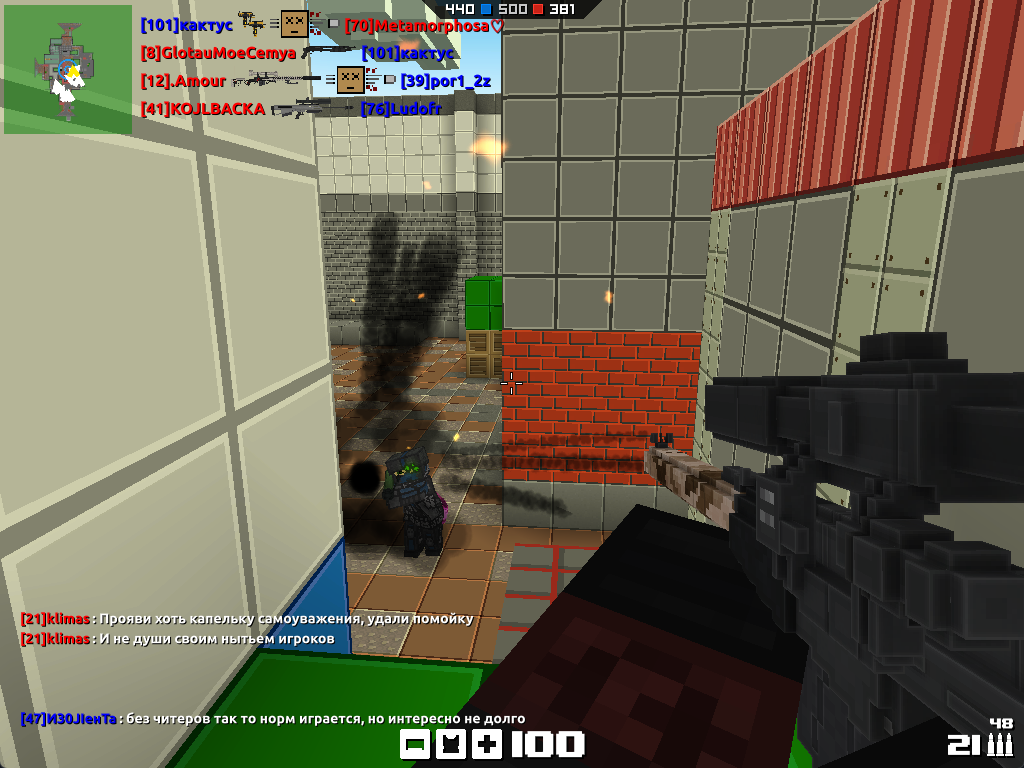 440 500 381
[101]кактус [70]Metamorphosa♡
[8]GlotauMoeCemya [101]кактус
[12].Amour [39]por1_2z
[41]KOJLBACKA [76]Ludofr
[21]klimas : Прояви хоть капельку самоуважения, удали помойку
[21]klimas : И не души своим нытьем игроков
[47]И30JIенTa : без читеров так то норм играется, но интересно не долго
100
48
21